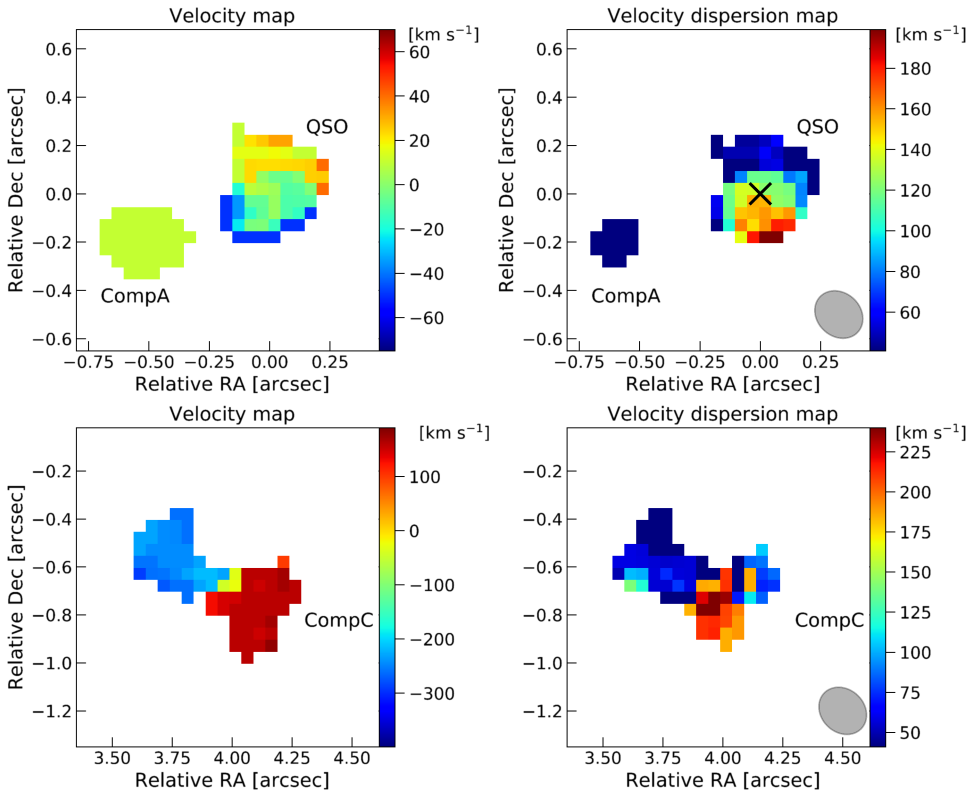 Velocity map
[km s⁻¹]
Relative Dec [arcsec]
0.6
0.4
0.2
0.0
−0.2
−0.4
−0.6
QSO
CompA
60
40
20
0
−20
−40
−60
−0.75 −0.50 −0.25 0.00 0.25
Relative RA [arcsec]
Velocity dispersion map
[km s⁻¹]
Relative Dec [arcsec]
0.6
0.4
0.2
0.0
−0.2
−0.4
−0.6
QSO
CompA
180
160
140
120
100
80
60
−0.75 −0.50 −0.25 0.00 0.25
Relative RA [arcsec]
Velocity map
[km s⁻¹]
Relative Dec [arcsec]
−0.2
−0.4
−0.6
−0.8
−1.0
−1.2
CompC
100
0
−100
−200
−300
3.50 3.75 4.00 4.25 4.50
Relative RA [arcsec]
Velocity dispersion map
[km s⁻¹]
Relative Dec [arcsec]
−0.2
−0.4
−0.6
−0.8
−1.0
−1.2
CompC
225
200
175
150
125
100
75
50
3.50 3.75 4.00 4.25 4.50
Relative RA [arcsec]